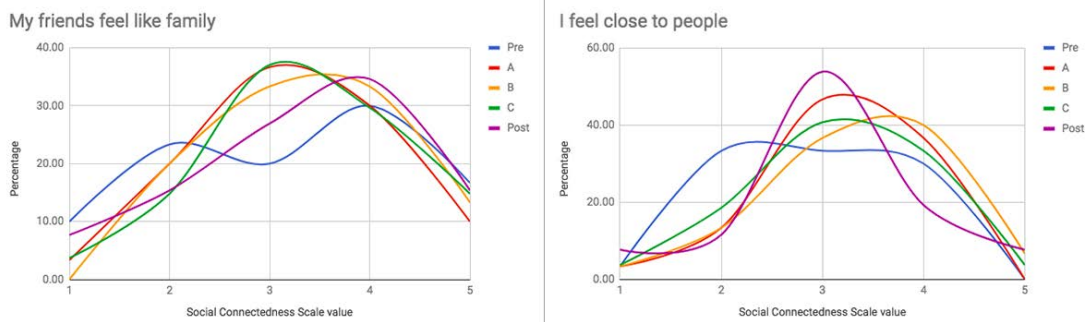 My friends feel like family
40.00
30.00
20.00
10.00
0.00
Percentage
1 2 3 4 5
Social Connectedness Scale value
Pre
A
B
C
Post
I feel close to people
60.00
40.00
20.00
0.00
Percentage
1 2 3 4 5
Social Connectedness Scale value
Pre
A
B
C
Post